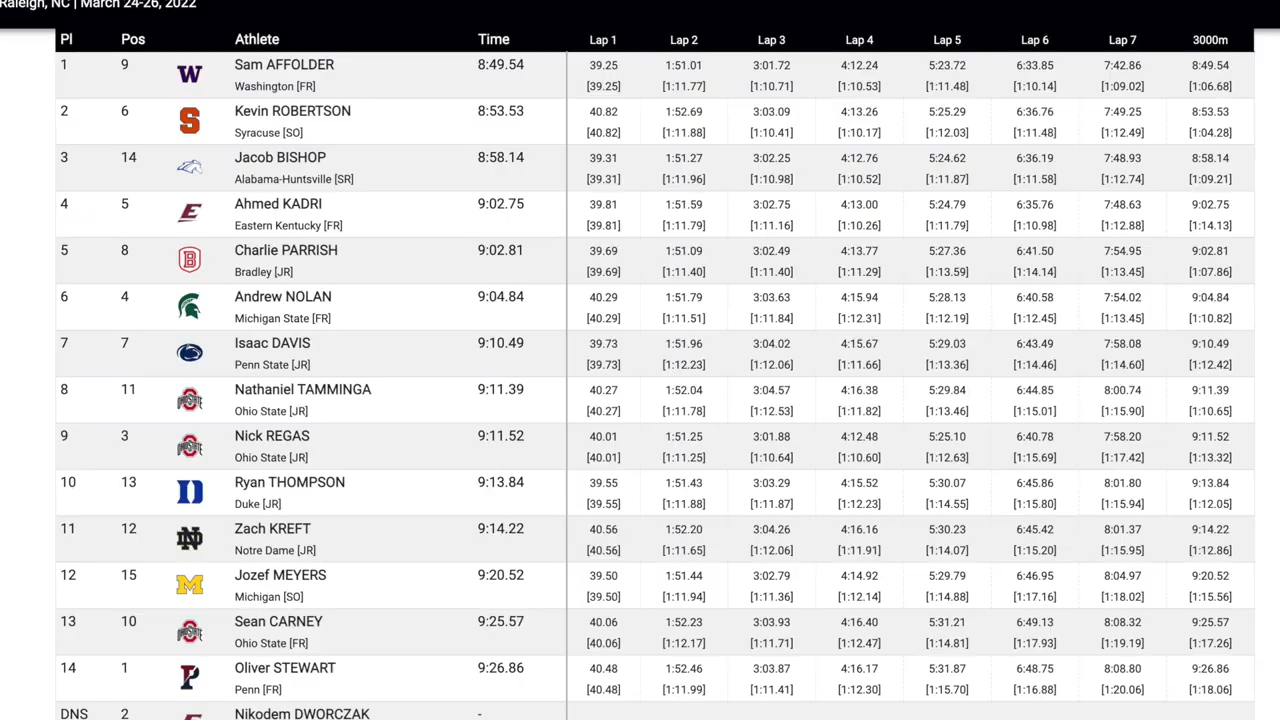 Raleigh, NC | March 24-26, 2022
Pl Pos Athlete Time Lap 1 Lap 2 Lap 3 Lap 4 Lap 5 Lap 6 Lap 7 3000m
1 9 Sam AFFOLDER 8:49.54 39.25 1:51.01 3:01.72 4:12.24 5:23.72 6:33.85 7:42.86 8:49.54
Washington [FR] [39.25] [1:11.77] [1:10.71] [1:10.53] [1:11.48] [1:10.14] [1:09.02] [1:06.68]
2 6 Kevin ROBERTSON 8:53.53 40.82 1:52.69 3:03.09 4:13.26 5:25.29 6:36.76 7:49.25 8:53.53
Syracuse [SO] [40.82] [1:11.88] [1:10.41] [1:10.17] [1:12.03] [1:11.48] [1:12.49] [1:04.28]
3 14 Jacob BISHOP 8:58.14 39.31 1:51.27 3:02.25 4:12.76 5:24.62 6:36.19 7:48.93 8:58.14
Alabama-Huntsville [SR] [39.31] [1:11.96] [1:10.98] [1:10.52] [1:11.87] [1:11.58] [1:12.74] [1:09.21]
4 5 Ahmed KADRI 9:02.75 39.81 1:51.59 3:02.75 4:13.00 5:24.79 6:35.76 7:48.63 9:02.75
Eastern Kentucky [FR] [39.81] [1:11.79] [1:11.16] [1:10.26] [1:11.79] [1:10.98] [1:12.88] [1:14.13]
5 8 Charlie PARRISH 9:02.81 39.69 1:51.09 3:02.49 4:13.77 5:27.36 6:41.50 7:54.95 9:02.81
Bradley [JR] [39.69] [1:11.40] [1:11.40] [1:11.29] [1:13.59] [1:14.14] [1:13.45] [1:07.86]
6 4 Andrew NOLAN 9:04.84 40.29 1:51.79 3:03.63 4:15.94 5:28.13 6:40.58 7:54.02 9:04.84
Michigan State [FR] [40.29] [1:11.51] [1:11.84] [1:12.31] [1:12.19] [1:12.45] [1:13.45] [1:10.82]
7 7 Isaac DAVIS 9:10.49 39.73 1:51.96 3:04.02 4:15.67 5:29.03 6:43.49 7:58.08 9:10.49
Penn State [JR] [39.73] [1:12.23] [1:12.06] [1:11.66] [1:13.36] [1:14.46] [1:14.60] [1:12.42]
8 11 Nathaniel TAMMINGA 9:11.39 40.27 1:52.04 3:04.57 4:16.38 5:29.84 6:44.85 8:00.74 9:11.39
Ohio State [JR] [40.27] [1:11.78] [1:12.53] [1:11.82] [1:13.46] [1:15.01] [1:15.90] [1:10.65]
9 3 Nick REGAS 9:11.52 40.01 1:51.25 3:01.88 4:12.48 5:25.10 6:40.78 7:58.20 9:11.52
Ohio State [JR] [40.01] [1:11.25] [1:10.64] [1:10.60] [1:12.63] [1:15.69] [1:17.42] [1:13.32]
10 13 Ryan THOMPSON 9:13.84 39.55 1:51.43 3:03.29 4:15.52 5:30.07 6:45.86 8:01.80 9:13.84
Duke [JR] [39.55] [1:11.88] [1:11.87] [1:12.23] [1:14.55] [1:15.80] [1:15.94] [1:12.05]
11 12 Zach KREFT 9:14.22 40.56 1:52.20 3:04.26 4:16.16 5:30.23 6:45.42 8:01.37 9:14.22
Notre Dame [JR] [40.56] [1:11.65] [1:12.06] [1:11.91] [1:14.07] [1:15.20] [1:15.95] [1:12.86]
12 15 Jozef MEYERS 9:20.52 39.50 1:51.44 3:02.79 4:14.92 5:29.79 6:46.95 8:04.97 9:20.52
Michigan [SO] [39.50] [1:11.94] [1:11.36] [1:12.14] [1:14.88] [1:17.16] [1:18.02] [1:15.56]
13 10 Sean CARNEY 9:25.57 40.06 1:52.23 3:03.93 4:16.40 5:31.21 6:49.13 8:08.32 9:25.57
Ohio State [FR] [40.06] [1:12.17] [1:11.71] [1:12.47] [1:14.81] [1:17.93] [1:19.19] [1:17.26]
14 1 Oliver STEWART 9:26.86 40.48 1:52.46 3:03.87 4:16.17 5:31.87 6:48.75 8:08.80 9:26.86
Penn [FR] [40.48] [1:11.99] [1:11.41] [1:12.30] [1:15.70] [1:16.88] [1:20.06] [1:18.06]
DNS 2 Nikodem DWORCZAK -